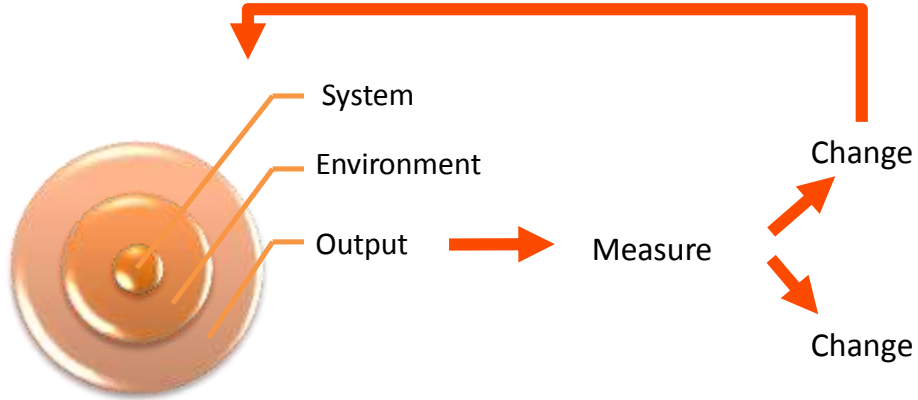 System
Environment
Output
Measure
Change
Change